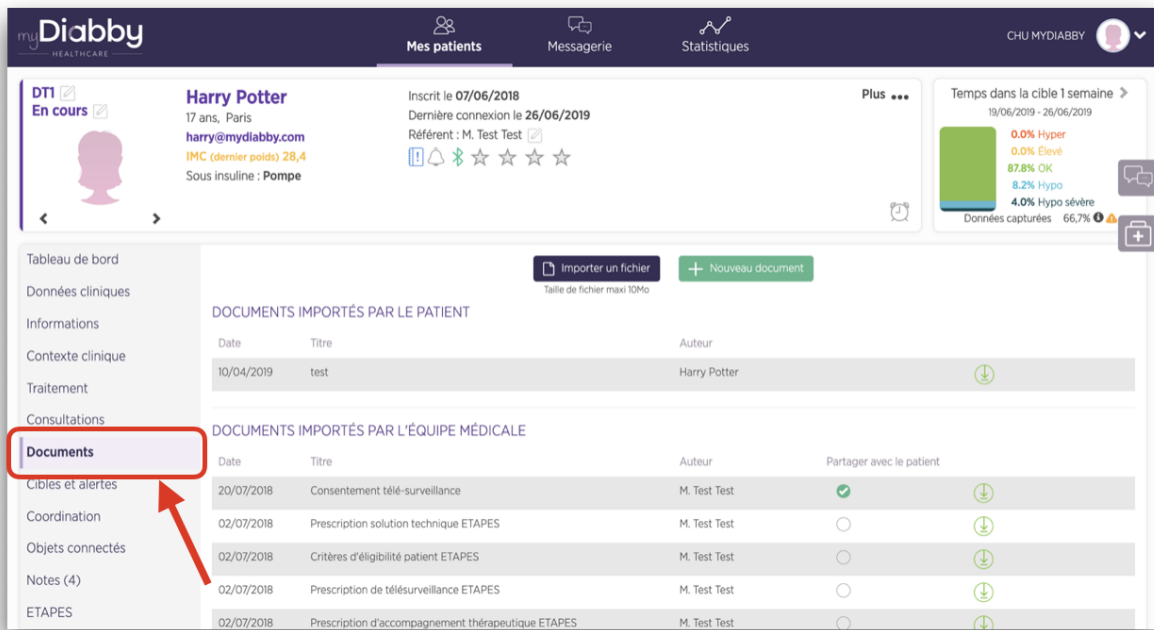 myDiabby
HEALTHCARE
Mes patients
Messagerie
Statistiques
CHU MYDIABBY
DT1
En cours
Harry Potter
17 ans, Paris
harry@mydiabby.com
IMC (dernier poids) 28,4
Sous insuline : Pompe
Inscrit le 07/06/2018
Dernière connexion le 26/06/2019
Référent : M. Test Test
Plus
Temps dans la cible 1 semaine
19/06/2019 - 26/06/2019
0.0% Hyper
0.0% Élevé
87.8% OK
8.2% Hypo
4.0% Hypo sévère
Données capturées 66,7%
Tableau de bord
Données cliniques
Informations
Contexte clinique
Traitement
Consultations
Documents
Cibles et alertes
Coordination
Objets connectés
Notes (4)
ETAPES
Importer un fichier
Taille de fichier maxi 10Mo
Nouveau document
DOCUMENTS IMPORTÉS PAR LE PATIENT
Date Titre Auteur
10/04/2019 test Harry Potter
DOCUMENTS IMPORTÉS PAR L'ÉQUIPE MÉDICALE
Date Titre Auteur Partager avec le patient
20/07/2018 Consentement télé-surveillance M. Test Test
02/07/2018 Prescription solution technique ETAPES M. Test Test
02/07/2018 Critères d'éligibilité patient ETAPES M. Test Test
02/07/2018 Prescription de télésurveillance ETAPES M. Test Test
02/07/2018 Prescription d'accompagnement thérapeutique ETAPES M. Test Test